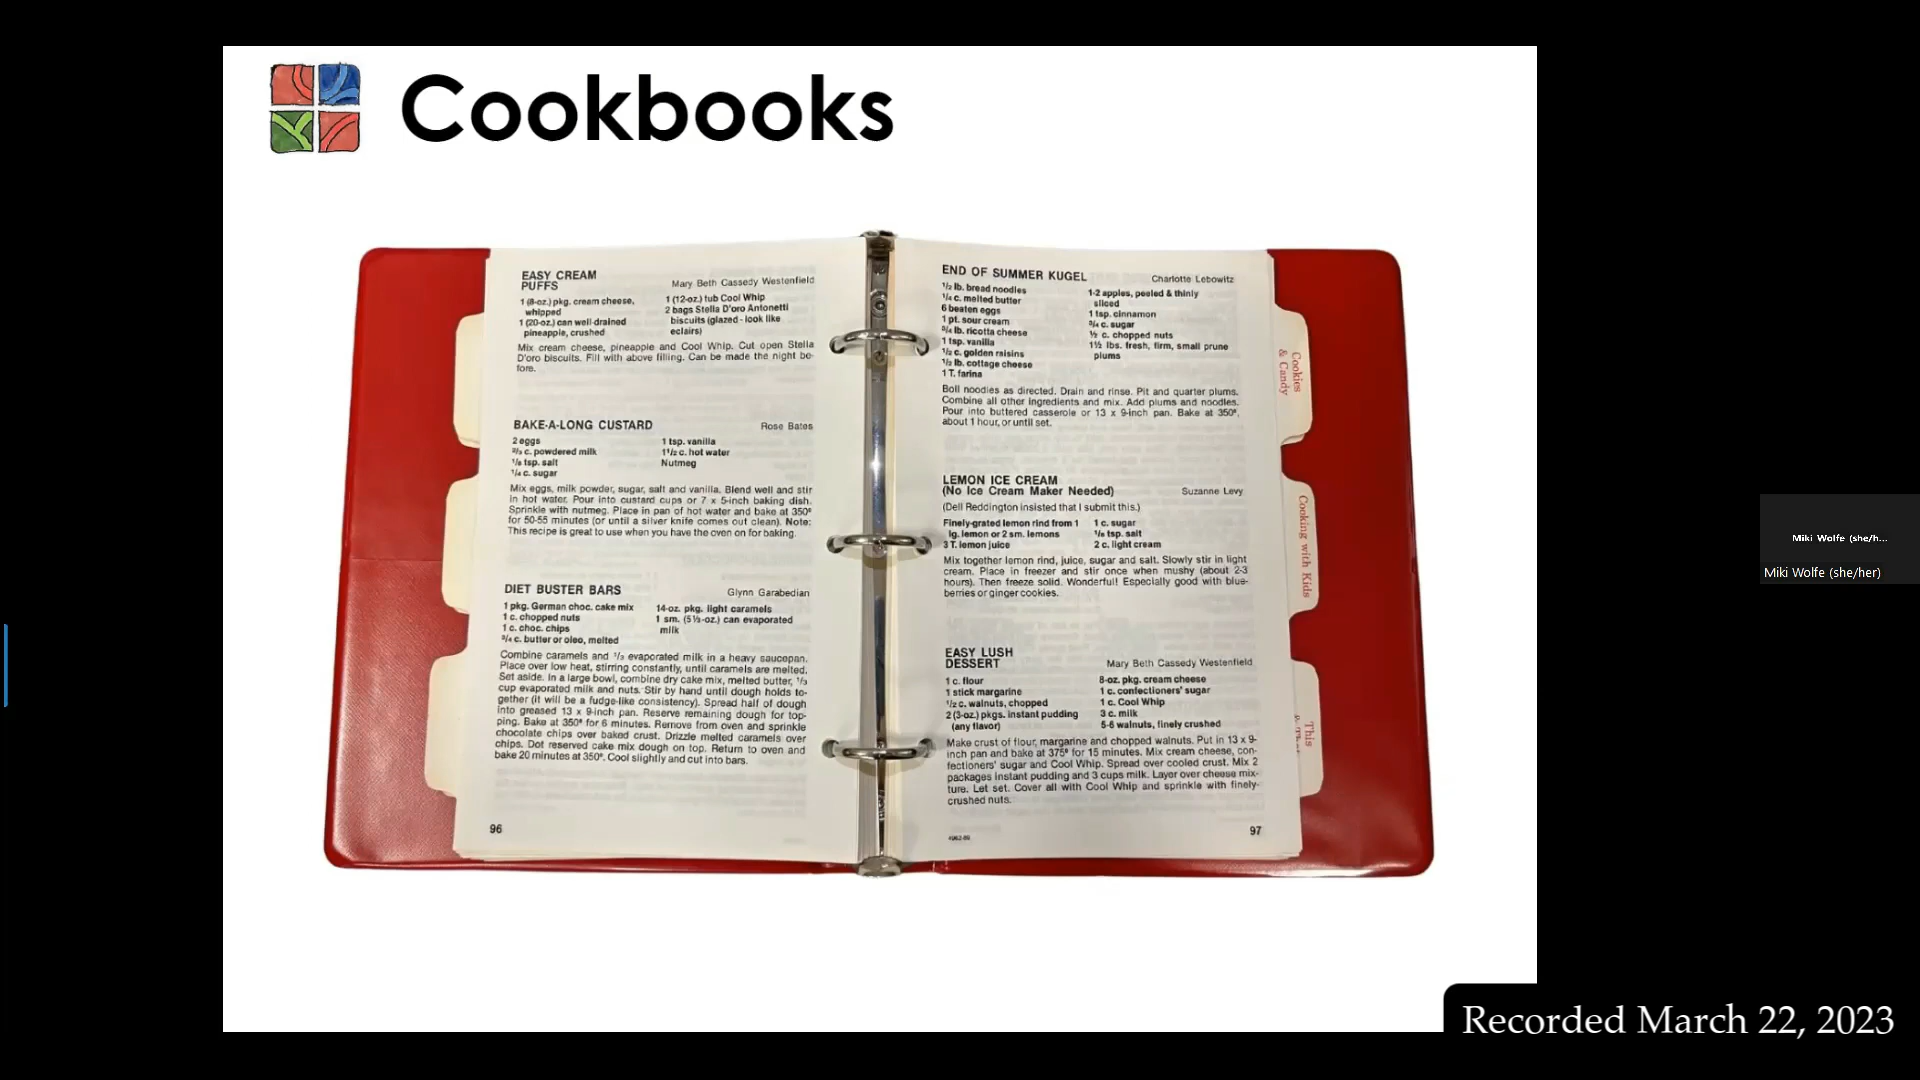 Cookbooks
EASY CREAM
PUFFS
Mary Beth Cassedy Westenfield
1 (8-oz.) pkg. cream cheese,
whipped
1 (20-oz.) can well-drained
pineapple, crushed
1 (12-oz.) tub Cool Whip
2 bags Stella D'oro Antonetti
biscuits (glazed - look like
eclairs)
Mix cream cheese, pineapple and Cool Whip. Cut open Stella
D'oro biscuits. Fill with above filling. Can be made the night be-
fore.
BAKE-A-LONG CUSTARD
Rose Bates
2 eggs
2/3 c. powdered milk
1/8 tsp. salt
1/4 c. sugar
1 tsp. vanilla
1 1/2 c. hot water
Nutmeg
Mix eggs, milk powder, sugar, salt and vanilla. Blend well and stir
in hot water. Pour into custard cups or 7 x 5-inch baking dish.
Sprinkle with nutmeg. Place in pan of hot water and bake at 350°
for 50-55 minutes (or until a silver knife comes out clean). Note:
This recipe is great to use when you have the oven on for baking.
DIET BUSTER BARS
Glynn Garabedian
1 pkg. German choc. cake mix
1 c. chopped nuts
1 c. choc. chips
3/4 c. butter or oleo, melted
14-oz. pkg. light caramels
1 sm. (5 1/3-oz.) can evaporated
milk
Combine caramels and 1/3 evaporated milk in a heavy saucepan.
Place over low heat, stirring constantly, until caramels are melted.
Set aside. In a large bowl, combine dry cake mix, melted butter, 1/3
cup evaporated milk and nuts. Stir by hand until dough holds to-
gether (it will be a fudge-like consistency). Spread half of dough
into greased 13 x 9-inch pan. Reserve remaining dough for top-
ping. Bake at 350° for 6 minutes. Remove from oven and sprinkle
chocolate chips over baked crust. Drizzle melted caramels over
chips. Dot reserved cake mix dough on top. Return to oven and
bake 20 minutes at 350°. Cool slightly and cut into bars.
96
END OF SUMMER KUGEL
Charlotte Lebowitz
1/2 lb. bread noodles
1/4 c. melted butter
6 beaten eggs
1 pt. sour cream
3/4 lb. ricotta cheese
1 tsp. vanilla
1/2 c. golden raisins
1/2 lb. cottage cheese
1 T. farina
1-2 apples, peeled & thinly
sliced
1 tsp. cinnamon
3/4 c. sugar
1/2 c. chopped nuts
1 1/2 lbs. fresh, firm, small prune
plums
Boil noodles as directed. Drain and rinse. Pit and quarter plums.
Combine all other ingredients and mix. Add plums and noodles.
Pour into buttered casserole or 13 x 9-inch pan. Bake at 350°,
about 1 hour, or until set.
LEMON ICE CREAM
(No Ice Cream Maker Needed)
Suzanne Levy
(Dell Reddington insisted that I submit this.)
Finely-grated lemon rind from 1
lg. lemon or 2 sm. lemons
3 T. lemon juice
1 c. sugar
1/8 tsp. salt
2 c. light cream
Mix together lemon rind, juice, sugar and salt. Slowly stir in light
cream. Place in freezer and stir once when mushy (about 2-3
hours). Then freeze solid. Wonderful! Especially good with blue-
berries or ginger cookies.
EASY LUSH
DESSERT
Mary Beth Cassedy Westenfield
1 c. flour
1 stick margarine
1/2 c. walnuts, chopped
2 (3-oz.) pkgs. instant pudding
(any flavor)
8-oz. pkg. cream cheese
1 c. confectioners' sugar
1 c. Cool Whip
3 c. milk
5-6 walnuts, finely crushed
Make crust of flour, margarine and chopped walnuts. Put in 13 x 9-
inch pan and bake at 375° for 15 minutes. Mix cream cheese, con-
fectioners' sugar and Cool Whip. Spread over cooled crust. Mix 2
packages instant pudding and 3 cups milk. Layer over cheese mix-
ture. Let set. Cover all with Cool Whip and sprinkle with finely-
crushed nuts.
97
Cookies
& Candy
Cooking with Kids
This
Miki Wolfe (she/h...
Miki Wolfe (she/her)
Recorded March 22, 2023